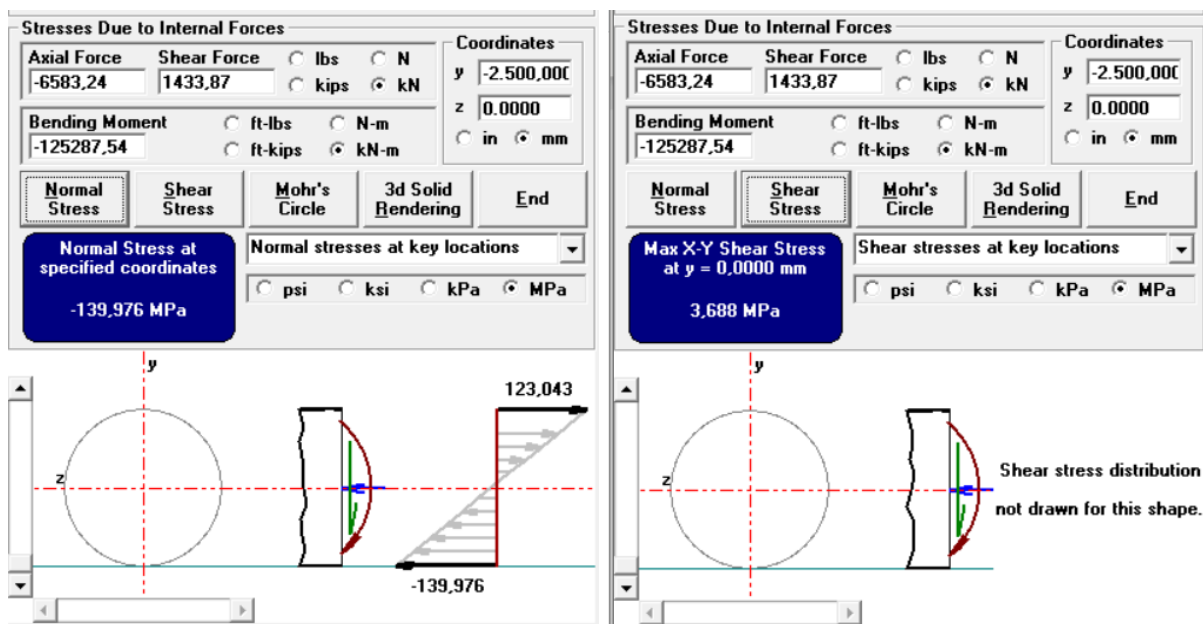 Stresses Due to Internal Forces
Axial Force Shear Force lbs N
-6583,24 1433,87 kips kN
Coordinates
y -2.500,000
z 0.0000
in mm
Bending Moment ft-lbs N-m
-125287,54 ft-kips kN-m
Normal Stress
Shear Stress
Mohr's Circle
3d Solid Rendering
End
Normal Stress at
specified coordinates
-139,976 MPa
Normal stresses at key locations
psi ksi kPa MPa
y
z
123,043
-139,976
Stresses Due to Internal Forces
Axial Force Shear Force lbs N
-6583,24 1433,87 kips kN
Coordinates
y -2.500,000
z 0.0000
in mm
Bending Moment ft-lbs N-m
-125287,54 ft-kips kN-m
Normal Stress
Shear Stress
Mohr's Circle
3d Solid Rendering
End
Max X-Y Shear Stress
at y = 0,0000 mm
3,688 MPa
Shear stresses at key locations
psi ksi kPa MPa
y
z
Shear stress distribution
not drawn for this shape.